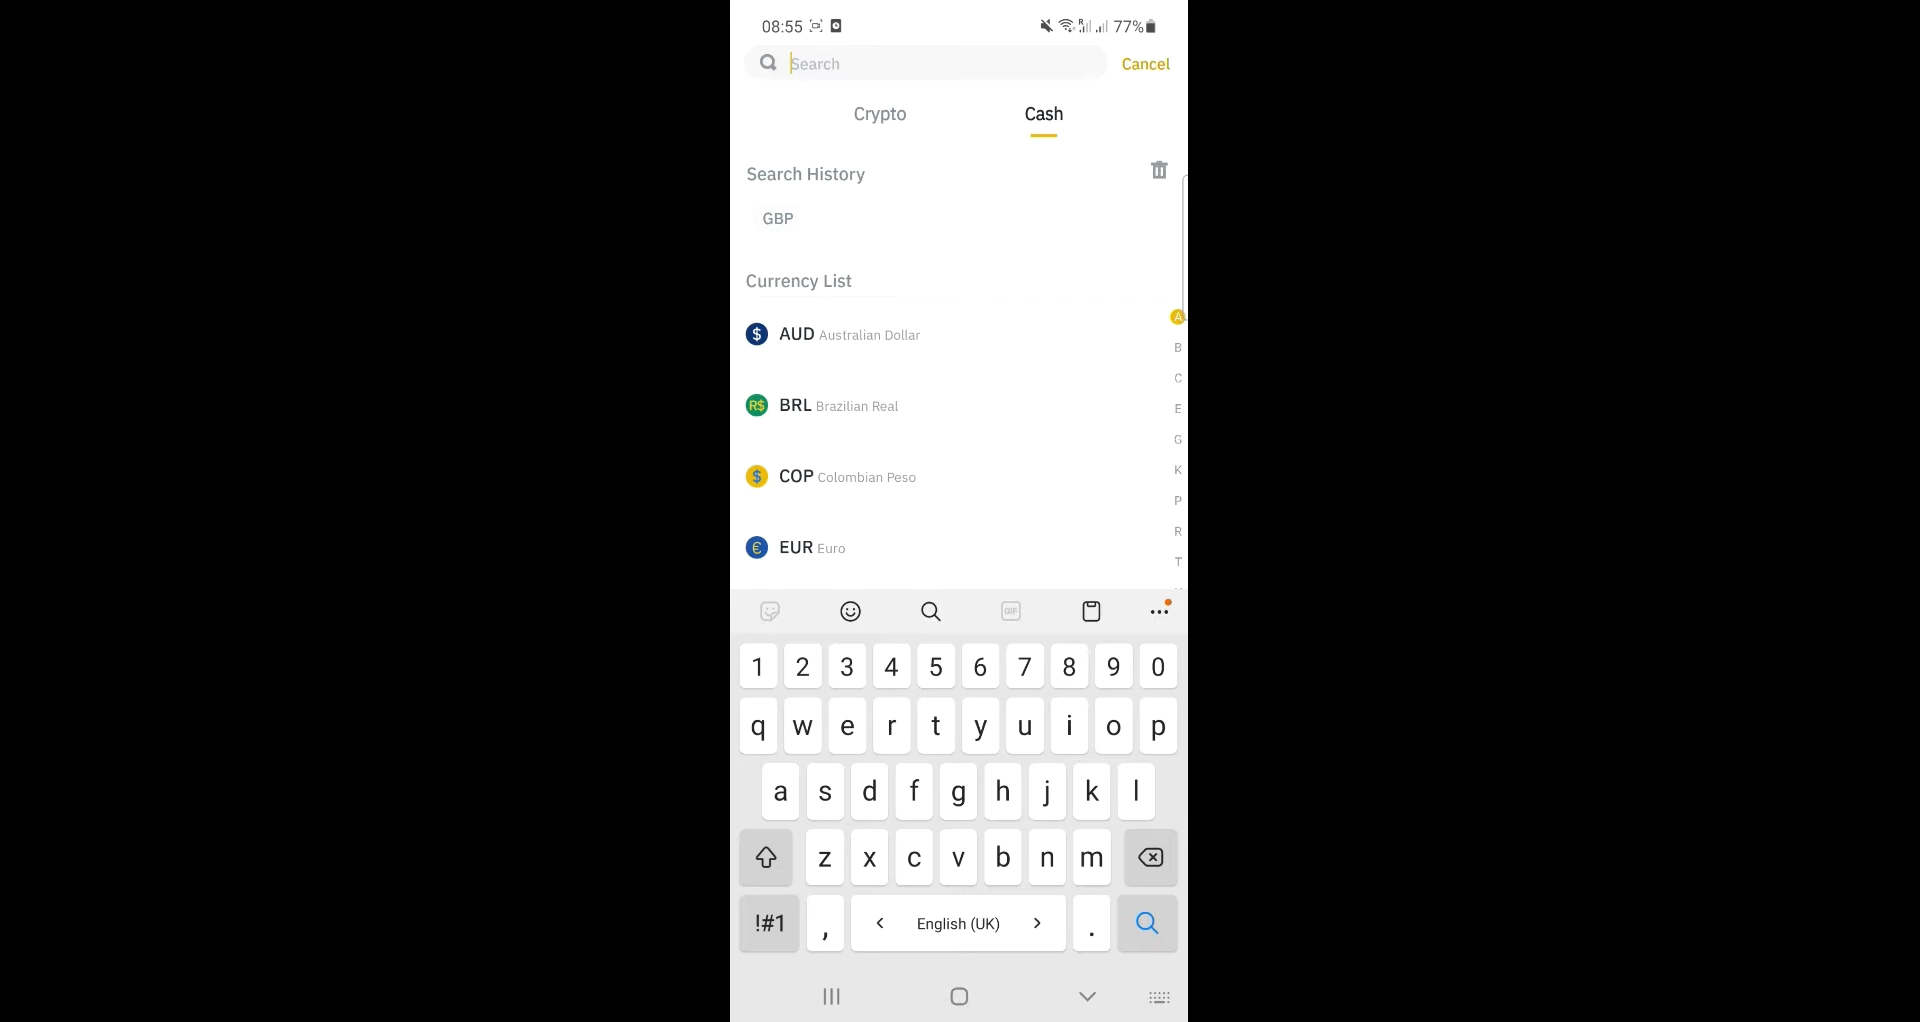 08:55 R 77%
Search Cancel
Crypto Cash
Search History
GBP
Currency List
$ AUD Australian Dollar
A
B
R$ BRL Brazilian Real
C
E
G
$ COP Colombian Peso
K
P
R
€ EUR Euro
T
GIF
1 2 3 4 5 6 7 8 9 0
q w e r t y u i o p
a s d f g h j k l
z x c v b n m
!#1 , < English (UK) > .